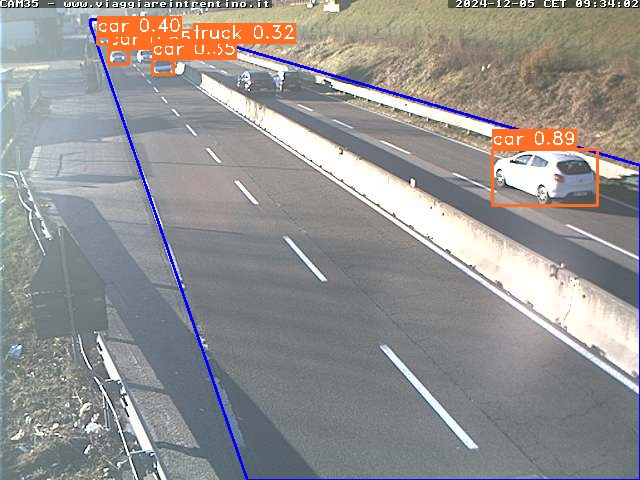 CAM35 - www.viaggiareintrentino.it
2024-12-05 CET 09:34:02
car 0.40
truck 0.32
car 0.35
car 0.89